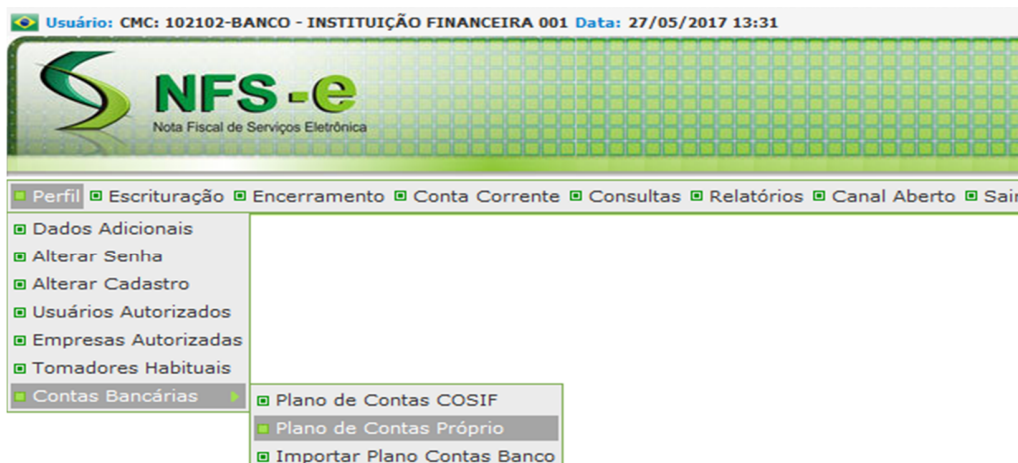 Usuário: CMC: 102102-BANCO - INSTITUIÇÃO FINANCEIRA 001 Data: 27/05/2017 13:31
NFS-e
Nota Fiscal de Serviços Eletrônica
Perfil Escrituração Encerramento Conta Corrente Consultas Relatórios Canal Aberto Sair
Dados Adicionais
Alterar Senha
Alterar Cadastro
Usuários Autorizados
Empresas Autorizadas
Tomadores Habituais
Contas Bancárias
Plano de Contas COSIF
Plano de Contas Próprio
Importar Plano Contas Banco